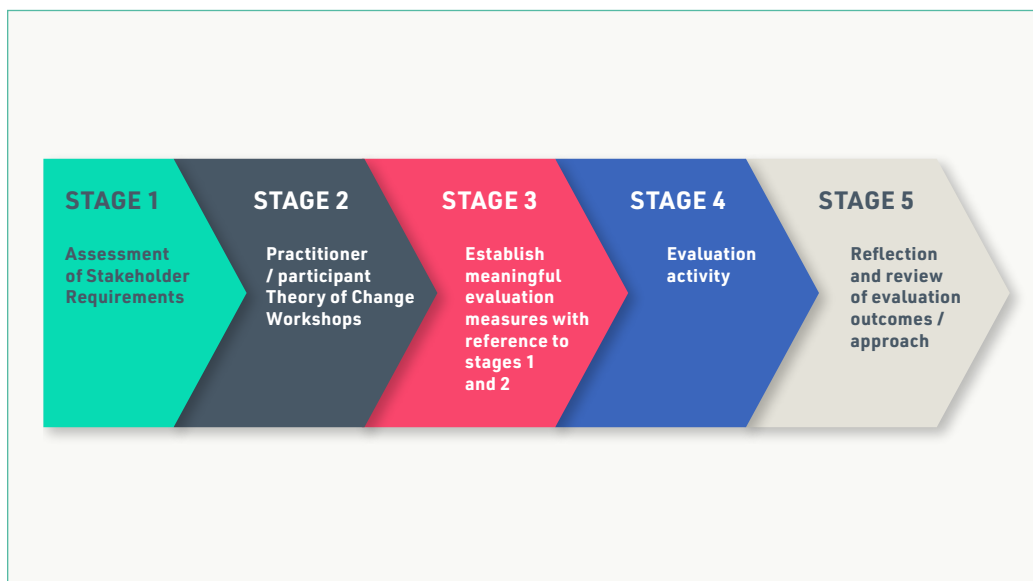 STAGE 1
Assessment
of Stakeholder
Requirements
STAGE 2
Practitioner
/ participant
Theory of Change
Workshops
STAGE 3
Establish
meaningful
evaluation
measures with
reference to
stages 1
and 2
STAGE 4
Evaluation
activity
STAGE 5
Reflection
and review
of evaluation
outcomes /
approach